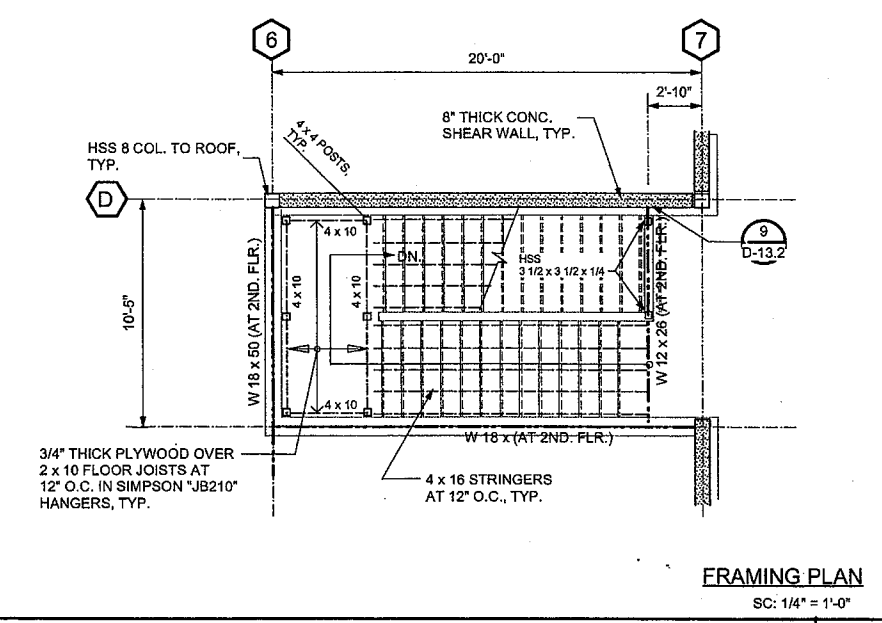 6
7
20'-0"
2'-10"
8" THICK CONC.
SHEAR WALL, TYP.
4 x 4 POSTS,
TYP.
HSS 8 COL. TO ROOF,
TYP.
D
9
D-13.2
4 x 10
DN.
HSS
3 1/2 x 3 1/2 x 1/4
4 x 10
4 x 10
W 18 x 50 (AT 2ND. FLR.)
W 12 x 26 (AT 2ND. FLR.)
10'-5"
4 x 10
W 18 x (AT 2ND. FLR.)
3/4" THICK PLYWOOD OVER
2 x 10 FLOOR JOISTS AT
12" O.C. IN SIMPSON "JB210"
HANGERS, TYP.
4 x 16 STRINGERS
AT 12" O.C., TYP.
FRAMING PLAN
SC: 1/4" = 1'-0"